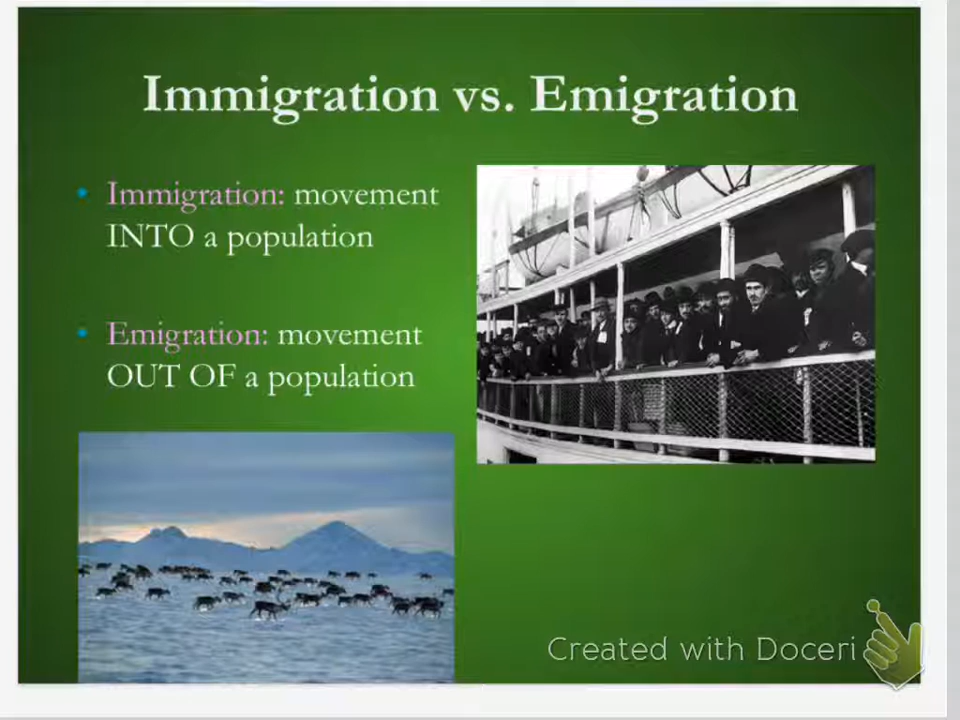 Immigration vs. Emigration
• Immigration: movement
INTO a population
• Emigration: movement
OUT OF a population
Created with Doceri